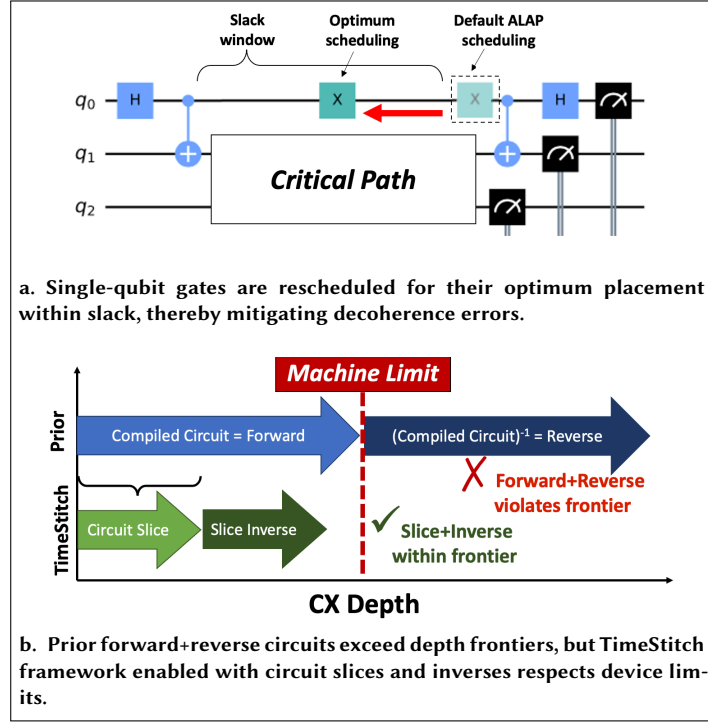 Slack window
Optimum scheduling
Default ALAP scheduling
q0 H X X H
q1
Critical Path
q2
a. Single-qubit gates are rescheduled for their optimum placement
within slack, thereby mitigating decoherence errors.
Machine Limit
Prior
Compiled Circuit = Forward
(Compiled Circuit)-1 = Reverse
Forward+Reverse
violates frontier
TimeStitch
Circuit Slice
Slice Inverse
Slice+Inverse
within frontier
CX Depth
b. Prior forward+reverse circuits exceed depth frontiers, but TimeStitch
framework enabled with circuit slices and inverses respects device lim-
its.